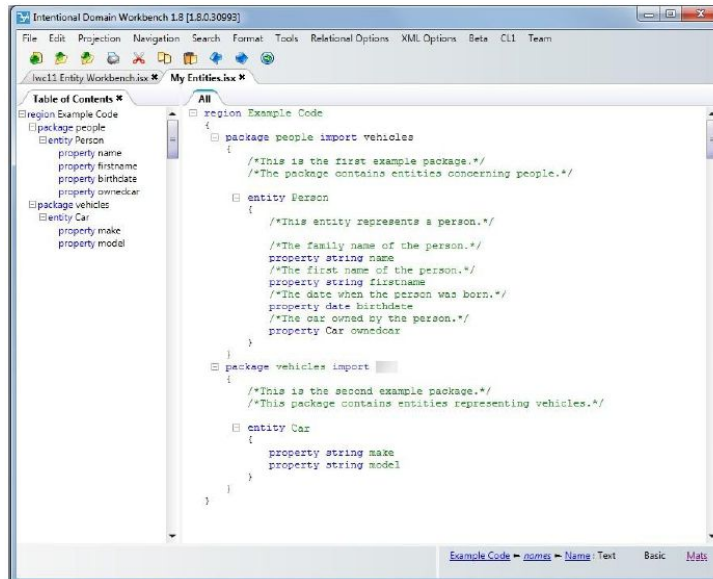 Intentional Domain Workbench 1.8 [1.8.0.30993]
File Edit Projection Navigation Search Format Tools Relational Options XML Options Beta CL1 Team
lwc11 Entity Workbench.isx My Entities.isx
Table of Contents
All
region Example Code
package people
entity Person
property name
property firstname
property birthdate
property ownedcar
package vehicles
entity Car
property make
property model
region Example Code
{
package people import vehicles
{
/*This is the first example package.*/
/*The package contains entities concerning people.*/
entity Person
{
/*This entity represents a person.*/
/*The family name of the person.*/
property string name
/*The first name of the person.*/
property string firstname
/*The date when the person was born.*/
property date birthdate
/*The car owned by the person.*/
property Car ownedcar
}
}
package vehicles import
{
/*This is the second example package.*/
/*This package contains entities representing vehicles.*/
entity Car
{
property string make
property string model
}
}
}
Example Code names Name : Text Basic Mats